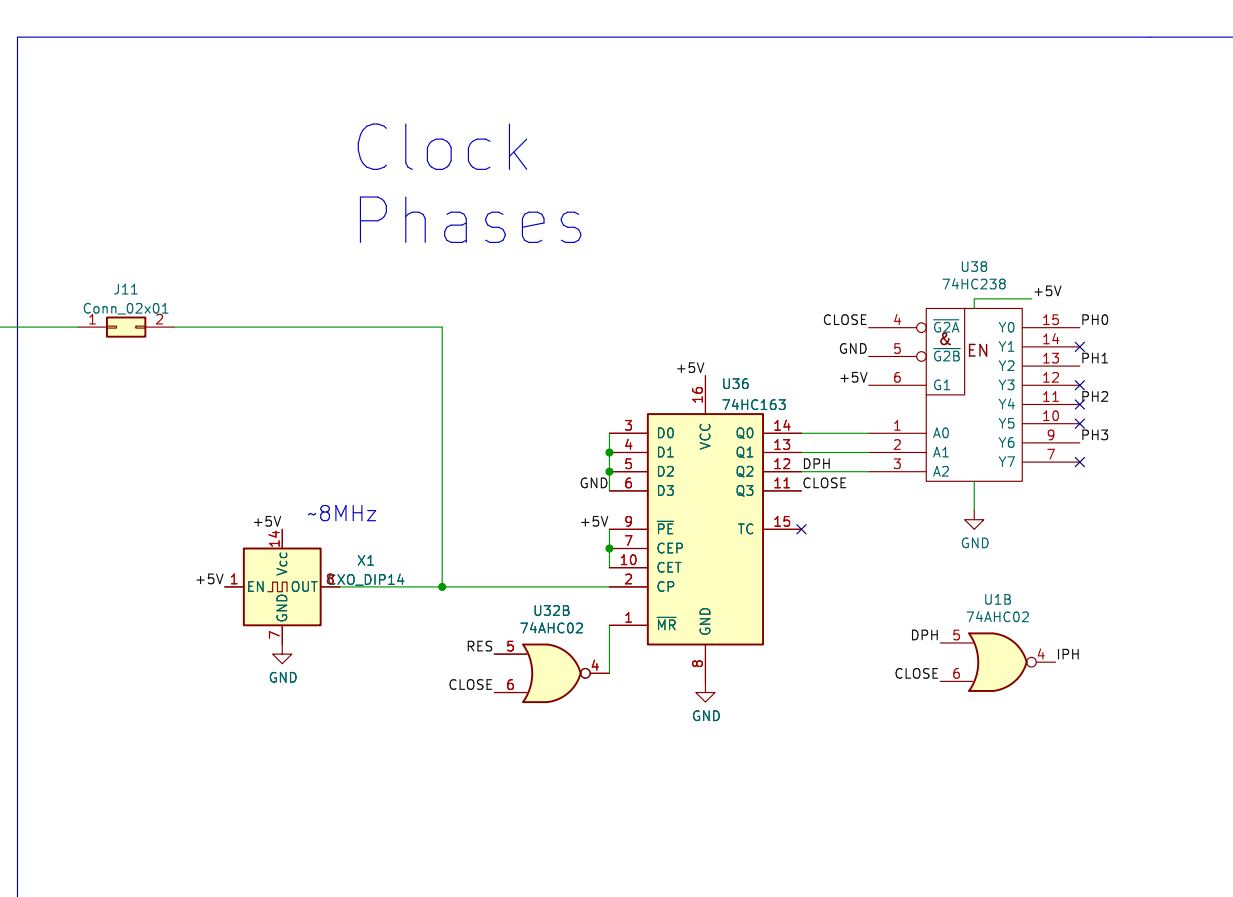 Clock
Phases
J11
Conn_02x01
1
2
~8MHz
+5V
14
Vcc
X1
CXO_DIP14
+5V
1
EN
OUT
8
GND
7
GND
U32B
74AHC02
RES
5
CLOSE
6
4
+5V
16
U36
74HC163
VCC
3
D0
4
D1
5
D2
GND
6
D3
+5V
9
PE
7
CEP
10
CET
2
CP
1
MR
GND
8
GND
Q0
14
Q1
13
Q2
12
DPH
Q3
11
CLOSE
TC
15
U38
74HC238
+5V
CLOSE
4
G2A
&
EN
GND
5
G2B
+5V
6
G1
1
A0
2
A1
3
A2
Y0
15
PH0
Y1
14
Y2
13
PH1
Y3
12
Y4
11
PH2
Y5
10
Y6
9
PH3
Y7
7
GND
U1B
74AHC02
DPH
5
CLOSE
6
4
IPH